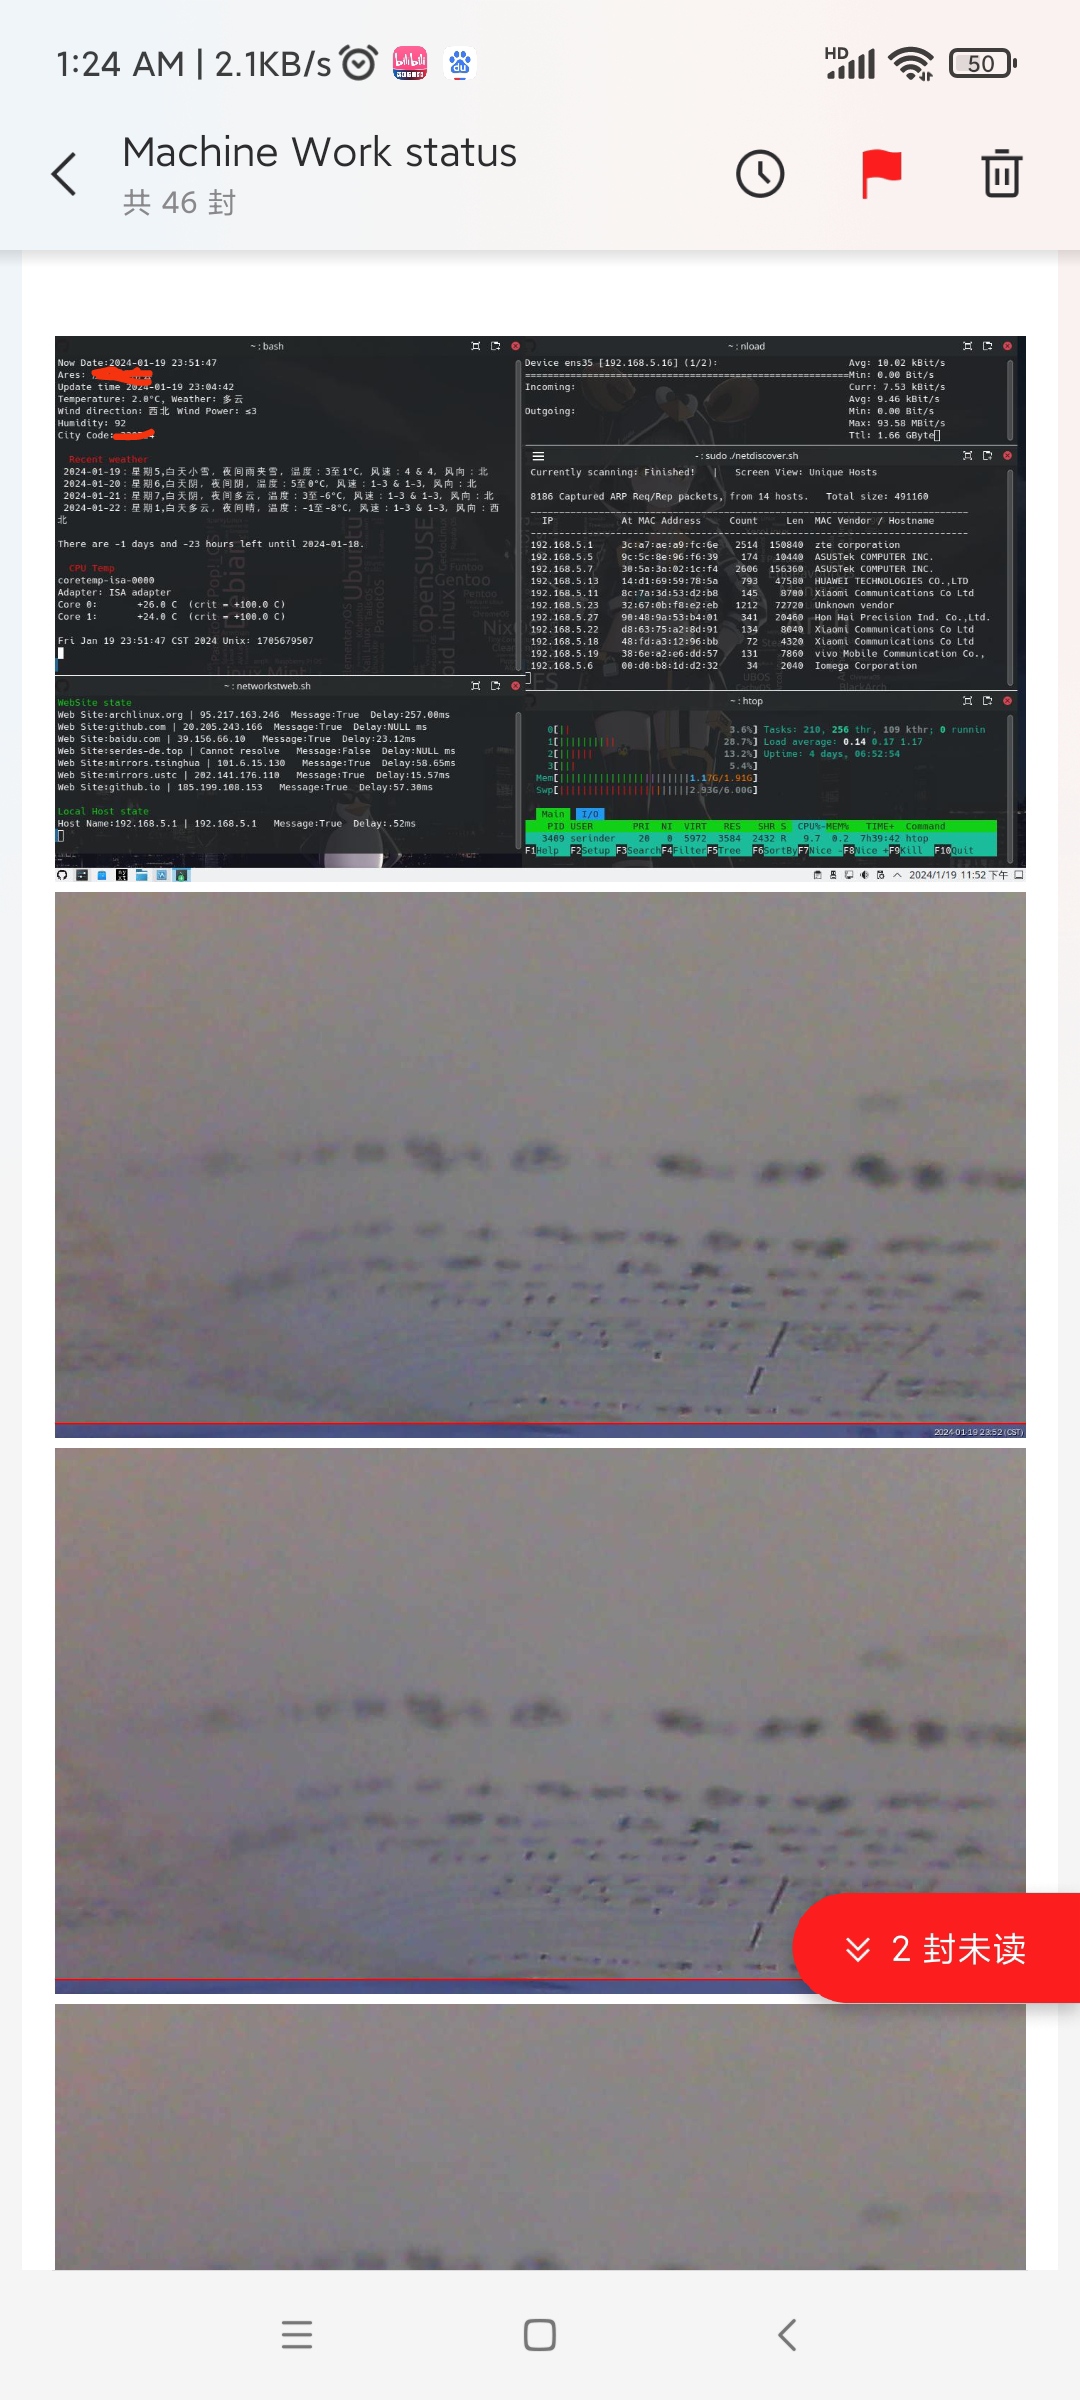 1:24 AM | 2.1KB/s
HD
50
Machine Work status
共 46 封
~ : bash
Now Date:2024-01-19 23:51:47
Ares:
Update time 2024-01-19 23:04:42
Temperature: 2.0°C, Weather: 多云
Wind direction: 西北 Wind Power: ≤3
Humidity: 92
City Code:
Recent weather
2024-01-19：星期5,白天小雪, 夜间雨夹雪, 温度：3至1°C, 风速：4 & 4, 风向：北
2024-01-20：星期6,白天阴, 夜间阴, 温度：5至0°C, 风速：1-3 & 1-3, 风向：北
2024-01-21：星期7,白天阴, 夜间多云, 温度：3至-6°C, 风速：1-3 & 1-3, 风向：北
2024-01-22：星期1,白天多云, 夜间晴, 温度：-1至-8°C, 风速：1-3 & 1-3, 风向：西
北
There are -1 days and -23 hours left until 2024-01-18.
CPU Temp
coretemp-isa-0000
Adapter: ISA adapter
Core 0: +26.0 C (crit = +100.0 C)
Core 1: +24.0 C (crit = +100.0 C)
Fri Jan 19 23:51:47 CST 2024 Unix: 1705679507
~ : nload
Device ens35 [192.168.5.16] (1/2):
Incoming:
Outgoing:
Avg: 10.02 kBit/s
Min: 0.00 Bit/s
Curr: 7.53 kBit/s
Avg: 9.46 kBit/s
Min: 0.00 Bit/s
Max: 93.58 MBit/s
Ttl: 1.66 GByte
~ : sudo ./netdiscover.sh
Currently scanning: Finished! | Screen View: Unique Hosts
8186 Captured ARP Req/Rep packets, from 14 hosts. Total size: 491160
IP At MAC Address Count Len MAC Vendor / Hostname
192.168.5.1 3c:a7:ae:a9:fc:6e 2514 150840 zte corporation
192.168.5.5 9c:5c:8e:96:f6:39 174 10440 ASUSTek COMPUTER INC.
192.168.5.7 30:5a:3a:02:1c:f4 2606 156360 ASUSTek COMPUTER INC.
192.168.5.13 14:d1:69:59:78:5a 793 47580 HUAWEI TECHNOLOGIES CO.,LTD
192.168.5.11 8c:7a:3d:53:d2:b8 145 8700 Xiaomi Communications Co Ltd
192.168.5.23 32:67:0b:f8:e2:eb 1212 72720 Unknown vendor
192.168.5.27 90:48:9a:53:b4:01 341 20460 Hon Hai Precision Ind. Co.,Ltd.
192.168.5.22 d8:63:75:a2:8d:91 134 8040 Xiaomi Communications Co Ltd
192.168.5.18 48:fd:a3:12:96:bb 72 4320 Xiaomi Communications Co Ltd
192.168.5.19 38:6e:a2:e6:dd:57 131 7860 vivo Mobile Communication Co.,
192.168.5.6 00:d0:b8:1d:d2:32 34 2040 Iomega Corporation
~ : networkstweb.sh
WebSite state
Web Site:archlinux.org | 95.217.163.246 Message:True Delay:257.00ms
Web Site:github.com | 20.205.243.166 Message:True Delay:NULL ms
Web Site:baidu.com | 39.156.66.10 Message:True Delay:23.12ms
Web Site:serdes-de.top | Cannot resolve Message:False Delay:NULL ms
Web Site:mirrors.tsinghua | 101.6.15.130 Message:True Delay:58.65ms
Web Site:mirrors.ustc | 202.141.176.110 Message:True Delay:15.57ms
Web Site:github.io | 185.199.108.153 Message:True Delay:57.30ms
Local Host state
Host Name:192.168.5.1 | 192.168.5.1 Message:True Delay:.52ms
~ : htop
0[ 3.6%] Tasks: 210, 256 thr, 109 kthr; 0 runnin
1[ 28.7%] Load average: 0.14 0.17 1.17
2[ 13.2%] Uptime: 4 days, 06:52:54
3[ 5.4%]
Mem[ 1.17G/1.91G]
Swp[ 2.93G/6.00G]
Main I/O
PID USER PRI NI VIRT RES SHR S CPU%-MEM% TIME+ Command
3409 serinder 20 0 5972 3584 2432 R 9.7 0.2 7h39:42 htop
F1Help F2Setup F3Search F4Filter F5Tree F6SortBy F7Nice -F8Nice +F9Kill F10Quit
2024/1/19 11:52 下午
2024-01-19 23:52 (CST)
2 封未读